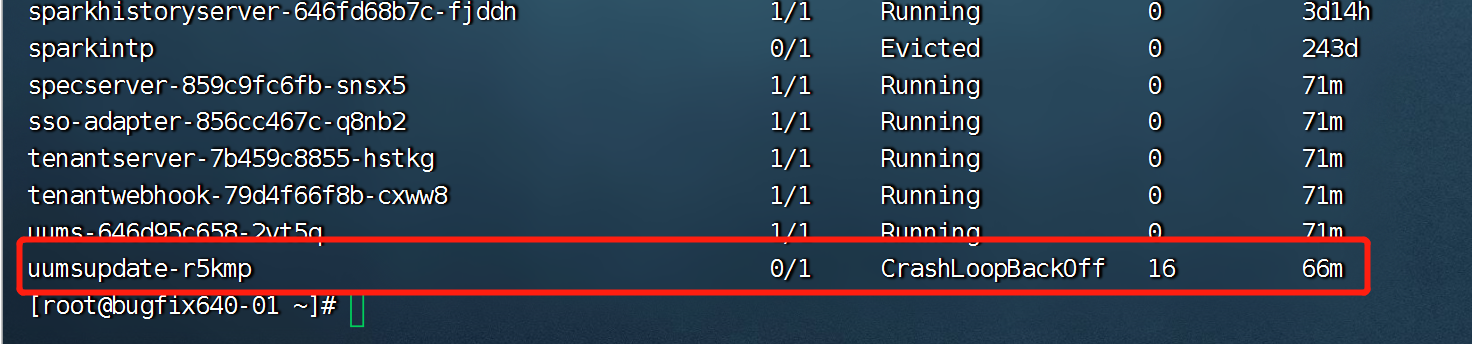 sparkhistoryserver-646fd68b7c-fjddn 1/1 Running 0 3d14h
sparkintp 0/1 Evicted 0 243d
specserver-859c9fc6fb-snsx5 1/1 Running 0 71m
sso-adapter-856cc467c-q8nb2 1/1 Running 0 71m
tenantserver-7b459c8855-hstkg 1/1 Running 0 71m
tenantwebhook-79d4f66f8b-cxww8 1/1 Running 0 71m
uums-646d95c658-2vt5q 1/1 Running 0 71m
uumsupdate-r5kmp 0/1 CrashLoopBackOff 16 66m
[root@bugfix640-01 ~]#